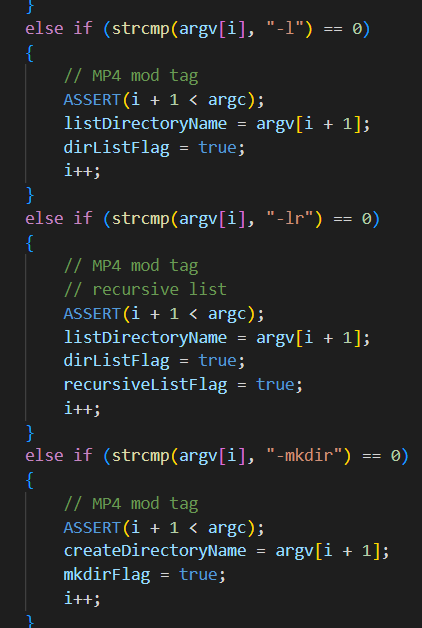 }
else if (strcmp(argv[i], "-l") == 0)
{
    // MP4 mod tag
    ASSERT(i + 1 < argc);
    listDirectoryName = argv[i + 1];
    dirListFlag = true;
    i++;
}
else if (strcmp(argv[i], "-lr") == 0)
{
    // MP4 mod tag
    // recursive list
    ASSERT(i + 1 < argc);
    listDirectoryName = argv[i + 1];
    dirListFlag = true;
    recursiveListFlag = true;
    i++;
}
else if (strcmp(argv[i], "-mkdir") == 0)
{
    // MP4 mod tag
    ASSERT(i + 1 < argc);
    createDirectoryName = argv[i + 1];
    mkdirFlag = true;
    i++;
}